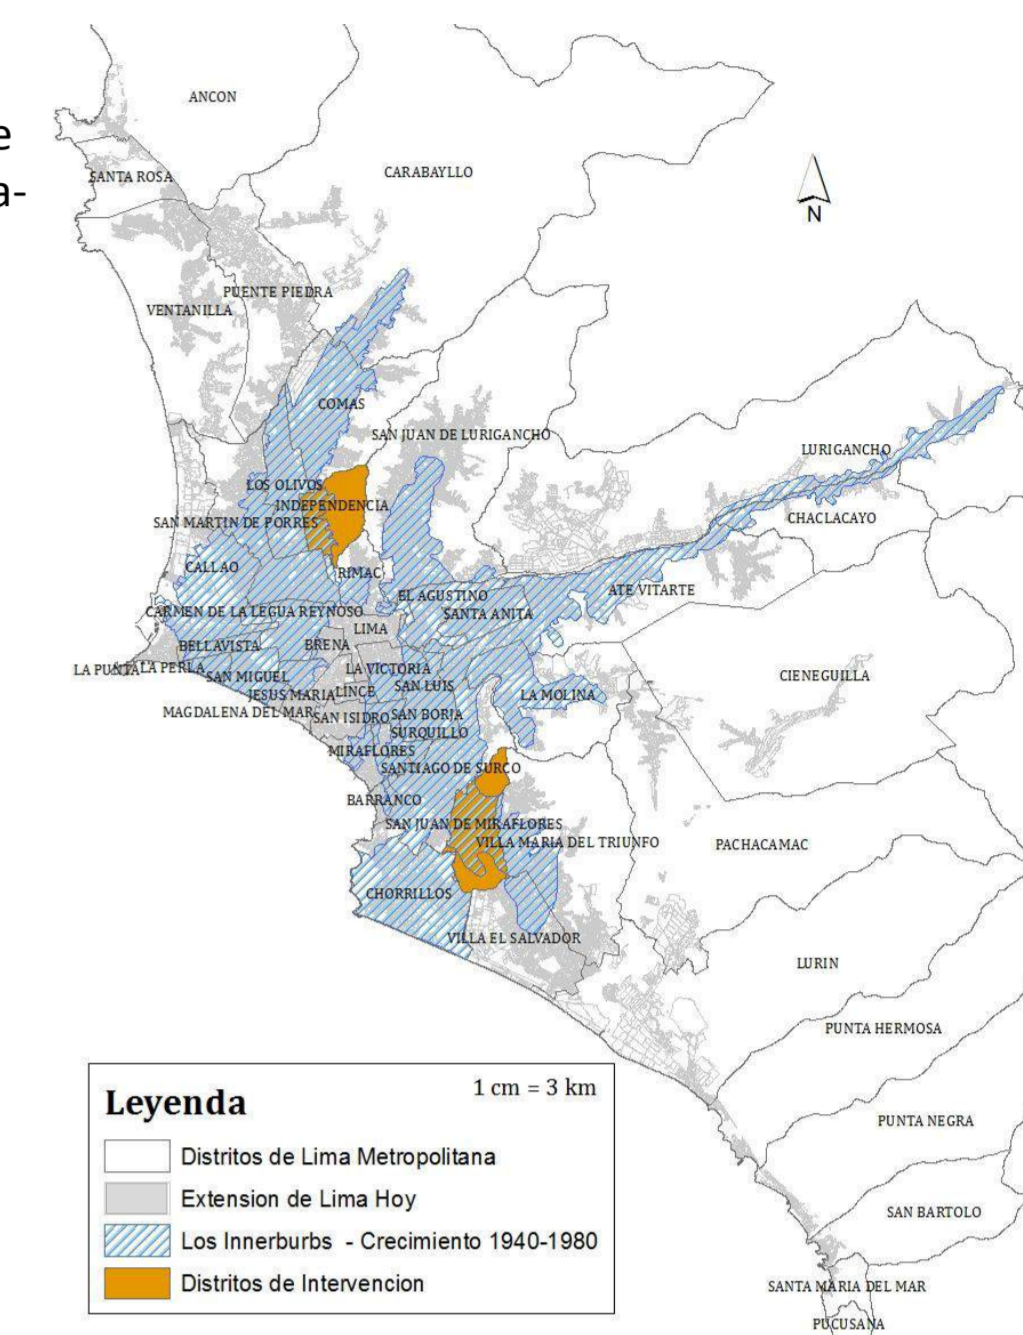 e
a-
ANCON
CARABAYLLO
SANTA ROSA
N
PUENTE PIEDRA
VENTANILLA
COMAS
SAN JUAN DE LURIGANCHO
LURIGANCHO
LOS OLIVOS
INDEPENDENCIA
SAN MARTIN DE PORRES
CHACLACAYO
CALLAO
RIMAC
ATE VITARTE
EL AGUSTINO
CARMEN DE LA LEGUA REYNOSO
SANTA ANITA
LIMA
BELLAVISTA
BRENA
LA PUNTA
LA PERLA
LA VICTORIA
SAN MIGUEL
CIENEGUILLA
SAN LUIS
JESUS MARIA
LINCE
LA MOLINA
MAGDALENA DEL MAR
SAN ISIDRO
SAN BORJA
SURQUILLO
MIRAFLORES
SANTIAGO DE SURCO
BARRANCO
SAN JUAN DE MIRAFLORES
VILLA MARIA DEL TRIUNFO
PACHACAMAC
CHORRILLOS
VILLA EL SALVADOR
LURIN
PUNTA HERMOSA
PUNTA NEGRA
SAN BARTOLO
SANTA MARIA DEL MAR
PUCUSANA
Leyenda
1 cm = 3 km
Distritos de Lima Metropolitana
Extension de Lima Hoy
Los Innerburbs - Crecimiento 1940-1980
Distritos de Intervencion